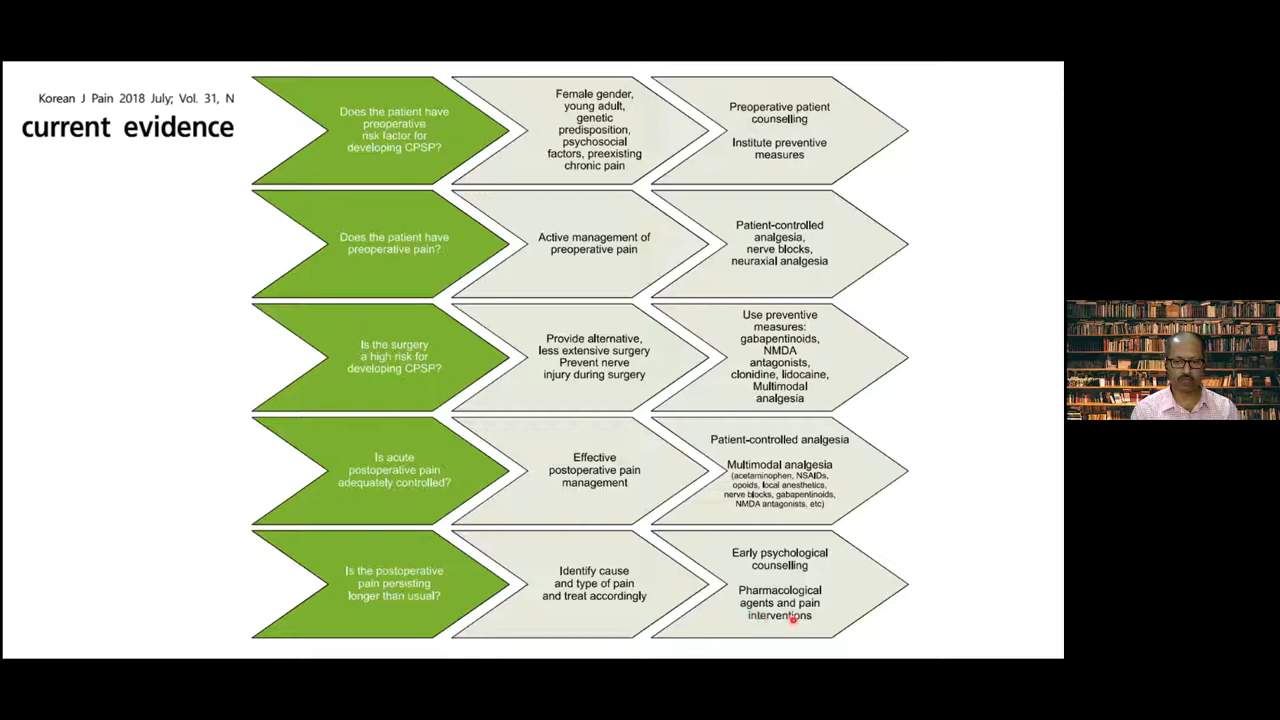 Korean J Pain 2018 July; Vol. 31, N
current evidence
Does the patient have
preoperative
risk factor for
developing CPSP?
Female gender,
young adult,
genetic
predisposition,
psychosocial
factors, preexisting
chronic pain
Preoperative patient
counselling
Institute preventive
measures
Does the patient have
preoperative pain?
Active management of
preoperative pain
Patient-controlled
analgesia,
nerve blocks,
neuraxial analgesia
Is the surgery
a high risk for
developing CPSP?
Provide alternative,
less extensive surgery
Prevent nerve
injury during surgery
Use preventive
measures:
gabapentinoids,
NMDA
antagonists,
clonidine, lidocaine,
Multimodal
analgesia
Is acute
postoperative pain
adequately controlled?
Effective
postoperative pain
management
Patient-controlled analgesia
Multimodal analgesia
(acetaminophen, NSAIDs,
opoids, local anesthetics,
nerve blocks, gabapentinoids,
NMDA antagonists, etc)
Is the postoperative
pain persisting
longer than usual?
Identify cause
and type of pain
and treat accordingly
Early psychological
counselling
Pharmacological
agents and pain
interventions